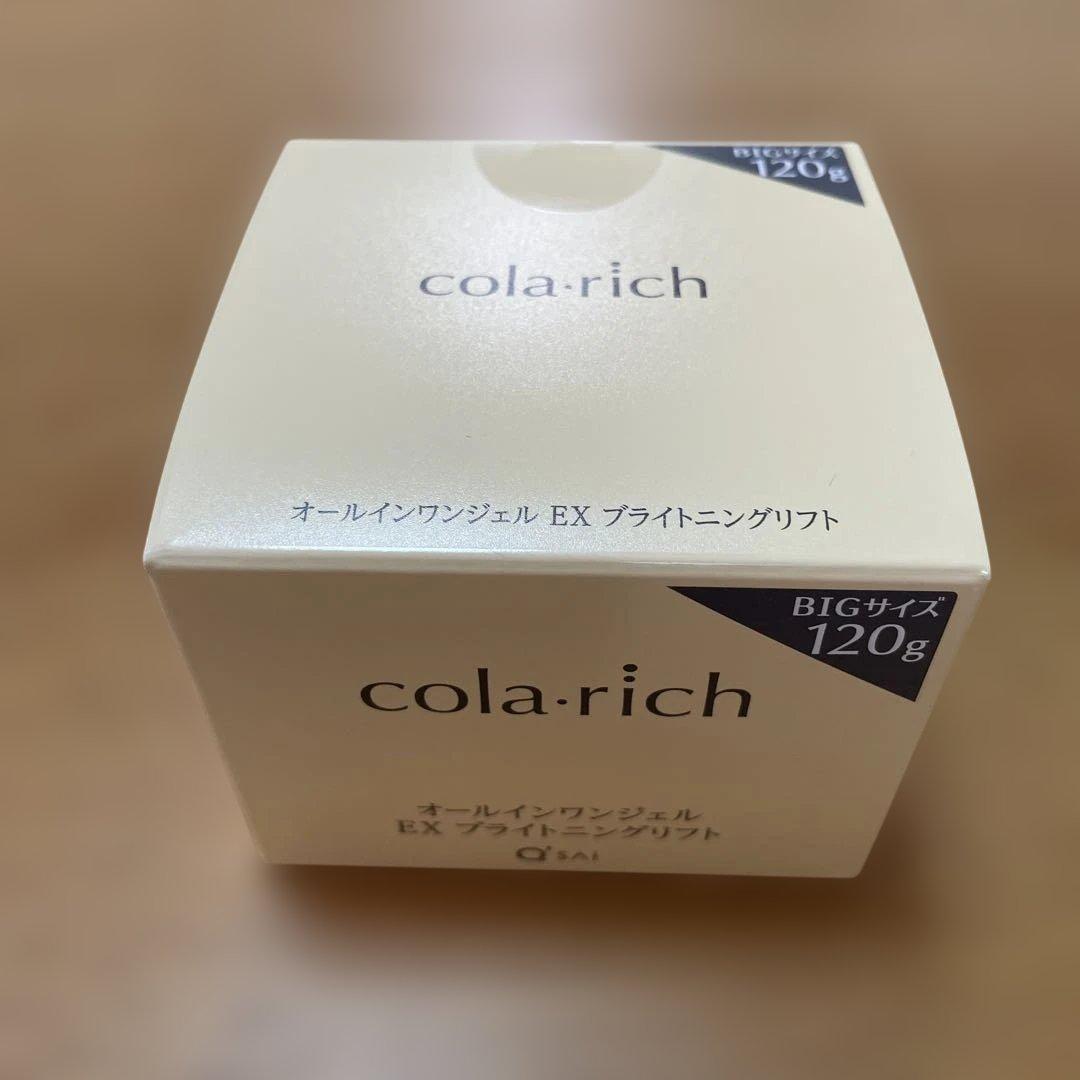 BIGサイズ
120g
cola・rich
オールインワンジェル EX ブライトニングリフト
BIGサイズ
120g
cola・rich
オールインワンジェル
EX ブライトニングリフト
Q'SAI